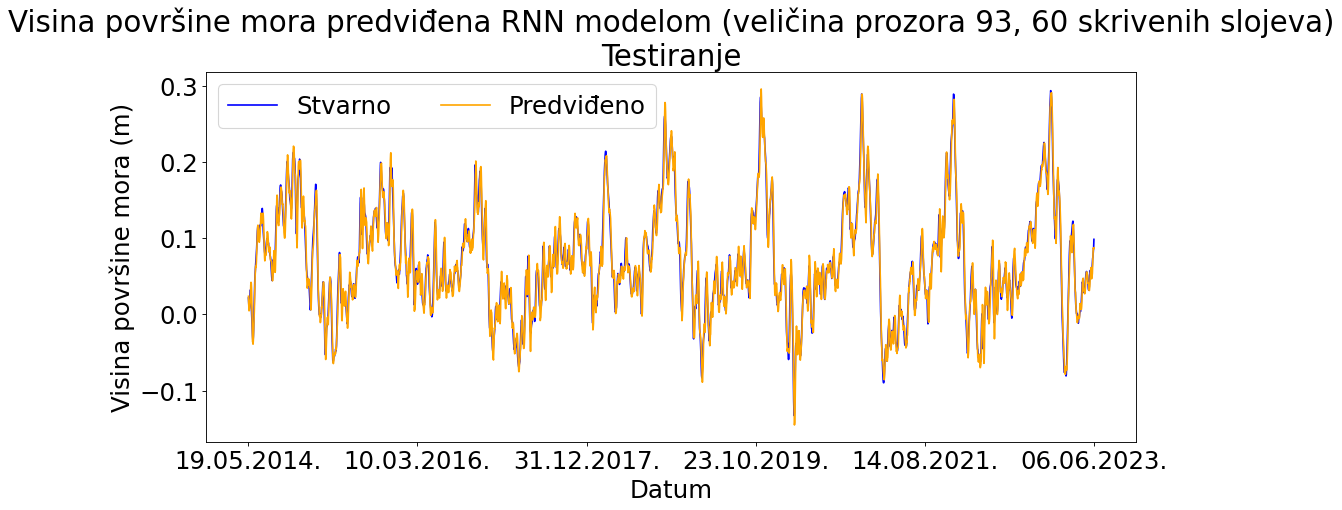 Visina površine mora predviđena RNN modelom (veličina prozora 93, 60 skrivenih slojeva)
Testiranje
Stvarno
Predviđeno
Visina površine mora (m)
0.3
0.2
0.1
0.0
−0.1
19.05.2014.
10.03.2016.
31.12.2017.
23.10.2019.
14.08.2021.
06.06.2023.
Datum